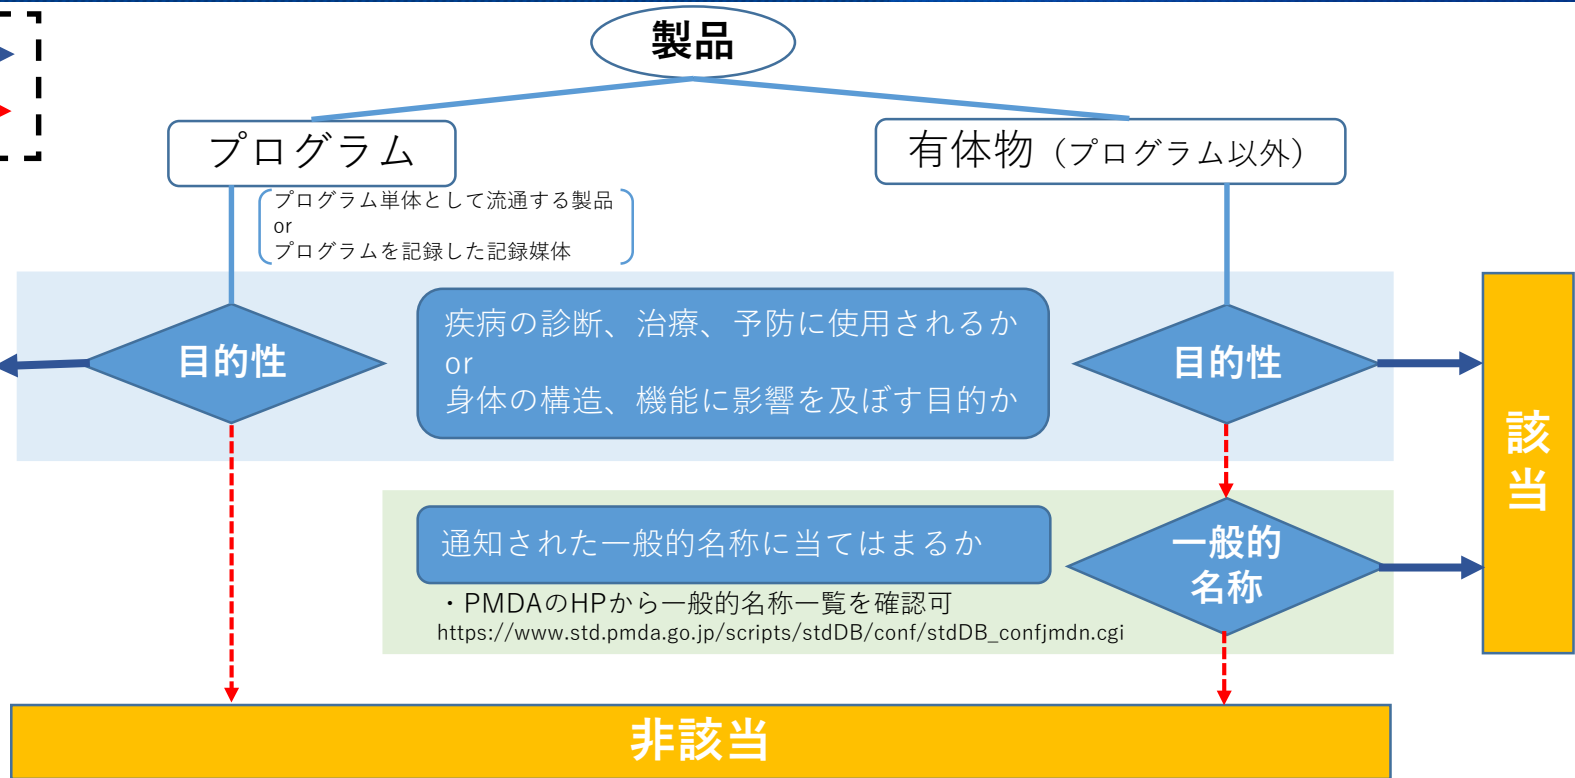 製品
プログラム
有体物（プログラム以外）
プログラム単体として流通する製品
or
プログラムを記録した記録媒体
目的性
疾病の診断、治療、予防に使用されるか
or
身体の構造、機能に影響を及ぼす目的か
目的性
該当
通知された一般的名称に当てはまるか
・PMDAのHPから一般的名称一覧を確認可
https://www.std.pmda.go.jp/scripts/stdDB/conf/stdDB_confjmdn.cgi
一般的
名称
非該当